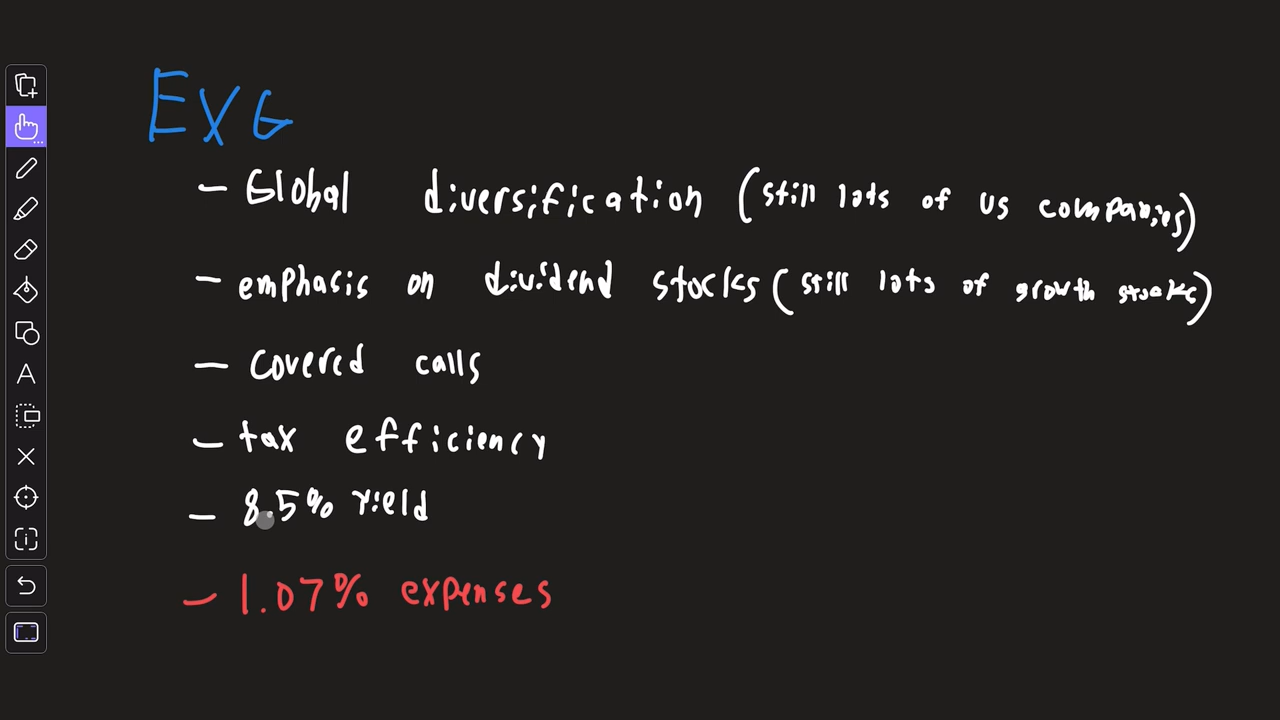 EXG
- Global diversification (still lots of us companies)
- emphasis on dividend stocks (still lots of growth stocks)
- covered calls
- tax efficiency
- 8.5% yield
- 1.07% expenses